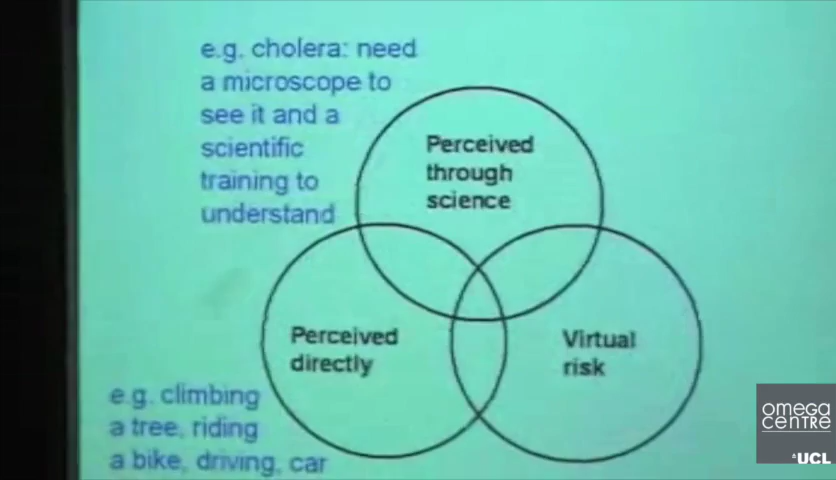 e.g. cholera: need
a microscope to
see it and a
scientific
training to
understand
Perceived
through
science
Perceived
directly
Virtual
risk
e.g. climbing
a tree, riding
a bike, driving, car
omega
centre
UCL